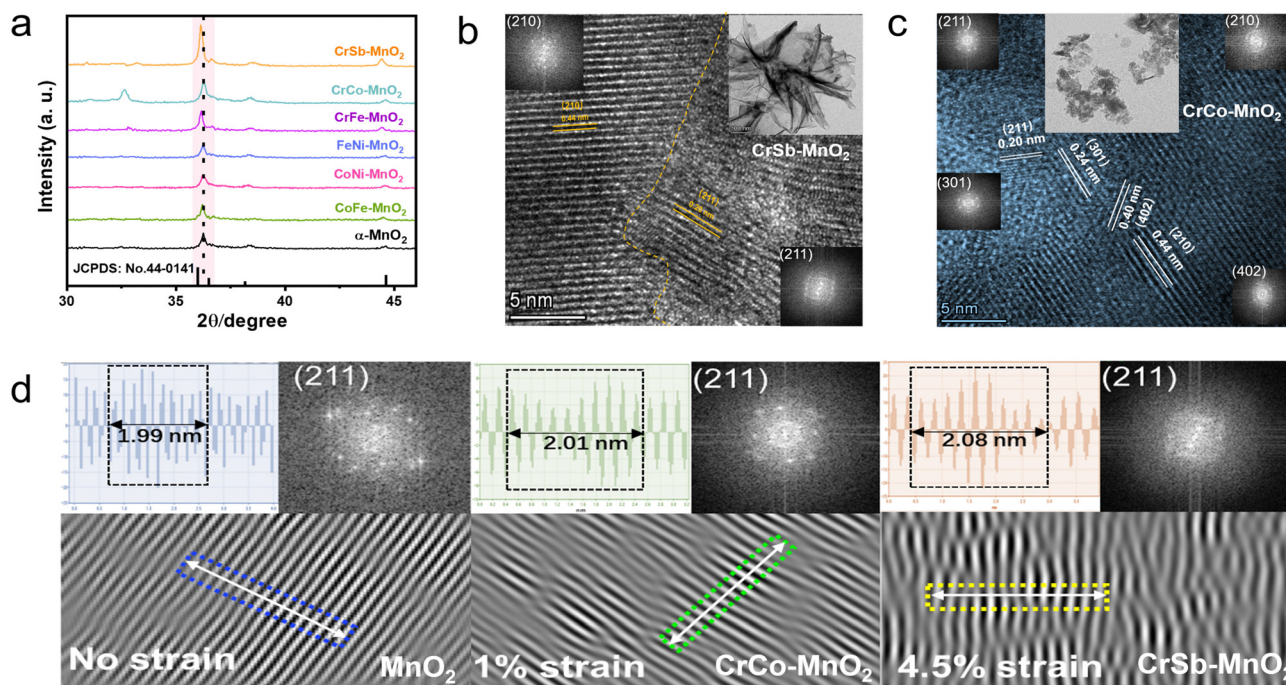 a
Intensity (a. u.)
CrSb-MnO₂
CrCo-MnO₂
CrFe-MnO₂
FeNi-MnO₂
CoNi-MnO₂
CoFe-MnO₂
α-MnO₂
JCPDS: No.44-0141
30 35 40 45
2θ/degree
b
(210)
(210)
0.44 nm
CrSb-MnO₂
(211)
(211)
5 nm
c
(211)
(210)
CrCo-MnO₂
(211)
0.20 nm
(301)
0.24 nm
(301)
0.40 nm
(402)
(210)
0.44 nm
(402)
5 nm
d
1.99 nm
(211)
2.01 nm
(211)
2.08 nm
(211)
No strain
MnO₂
1% strain
CrCo-MnO₂
4.5% strain
CrSb-MnO